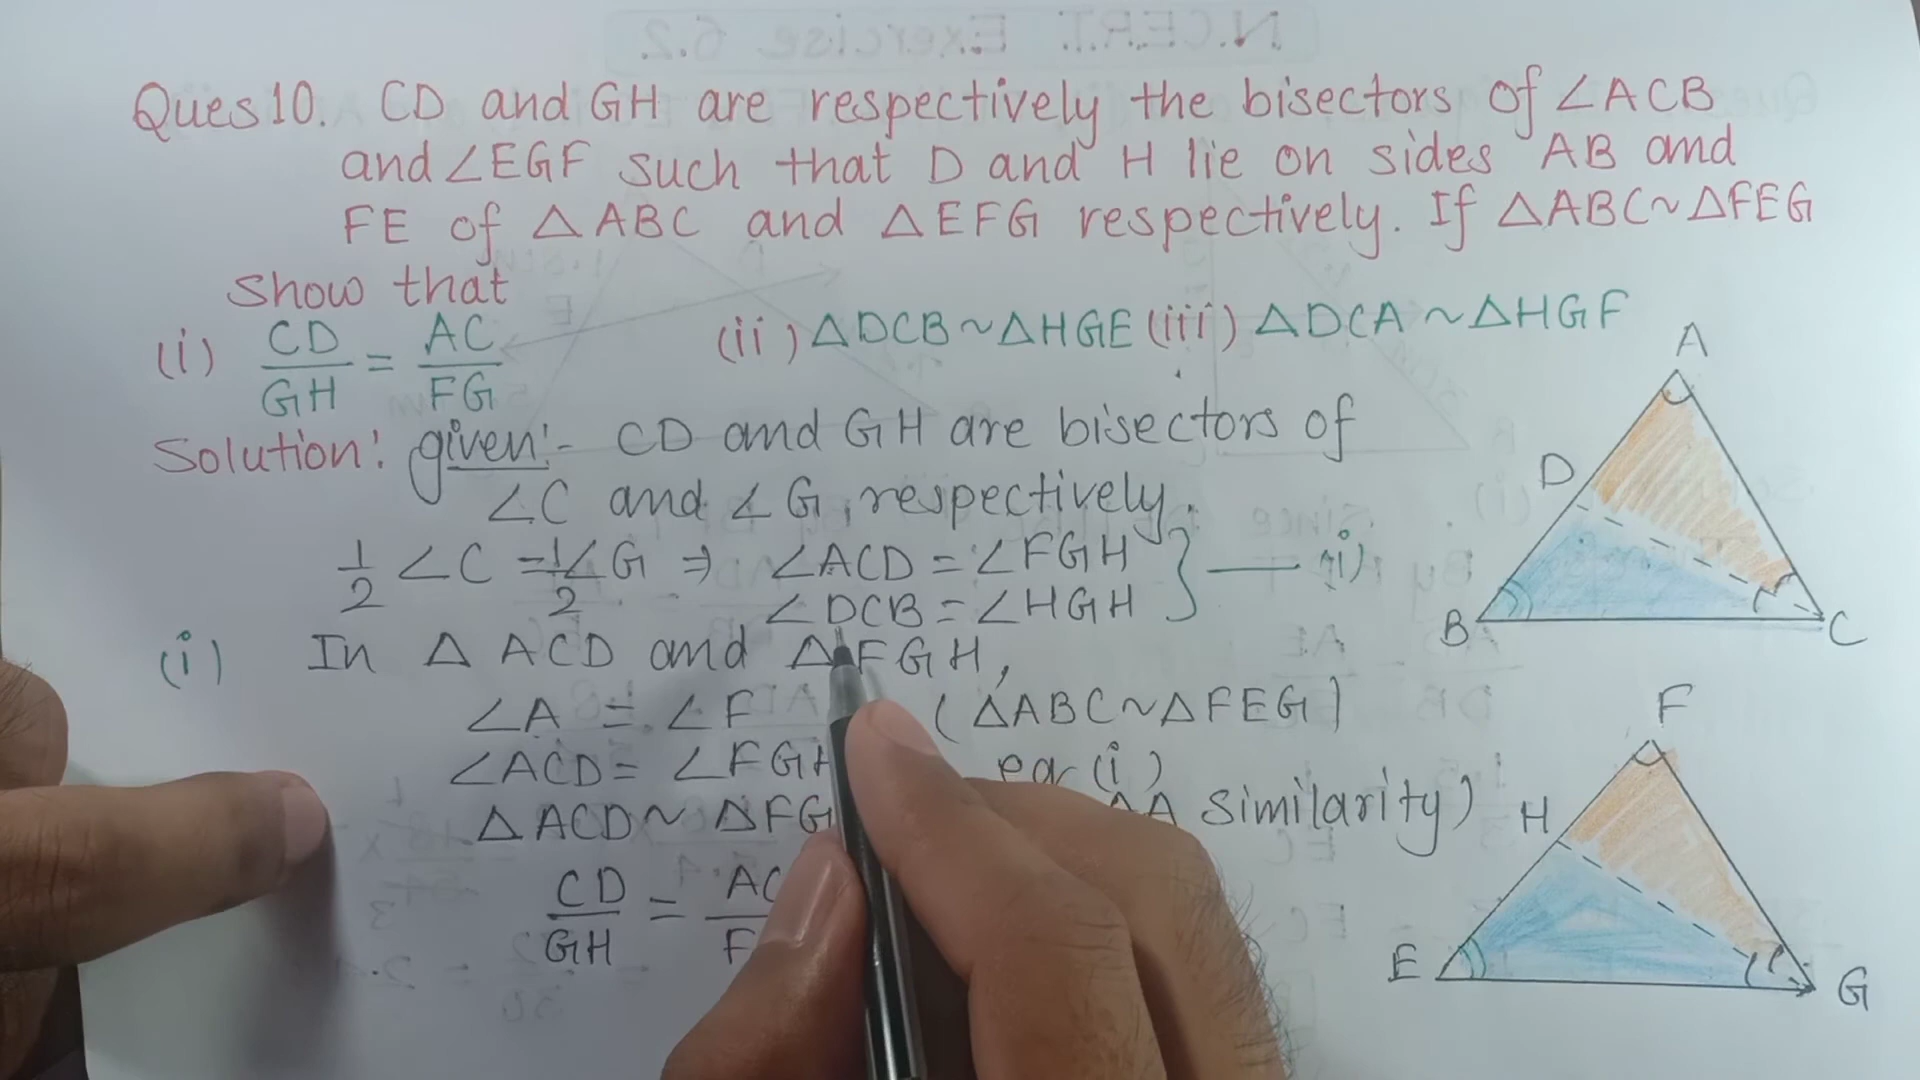 N.C.E.R.T. Exercise 6.2.
Ques 10. CD and GH are respectively the bisectors of ∠ACB
and ∠EGF such that D and H lie on sides AB and
FE of △ABC and △EFG respectively. If △ABC ~ △FEG
show that
(i) CD/GH = AC/FG (ii) △DCB ~ △HGE (iii) △DCA ~ △HGF
Solution: given:- CD and GH are bisectors of
∠C and ∠G, respectively.
1/2 ∠C = 1/2 ∠G ⇒ ∠ACD = ∠FGH
∠DCB = ∠HGH } — (i)
(i) In △ ACD and △FGH,
∠A = ∠F (△ABC ~ △FEG)
∠ACD = ∠FGH eq (i)
△ACD ~ △FG A Similarity)
CD/GH = AC/F
A
D
B
C
F
H
E
G